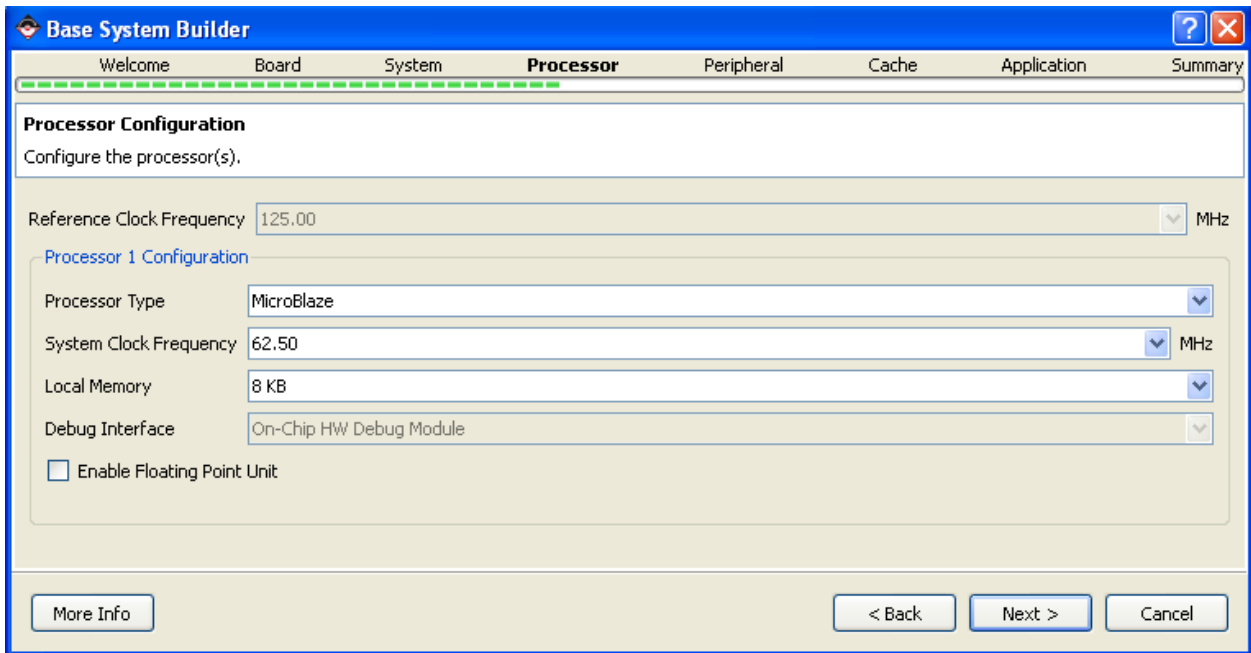 Base System Builder
Welcome Board System Processor Peripheral Cache Application Summary
Processor Configuration
Configure the processor(s).
Reference Clock Frequency 125.00 MHz
Processor 1 Configuration
Processor Type MicroBlaze
System Clock Frequency 62.50 MHz
Local Memory 8 KB
Debug Interface On-Chip HW Debug Module
Enable Floating Point Unit
More Info < Back Next > Cancel